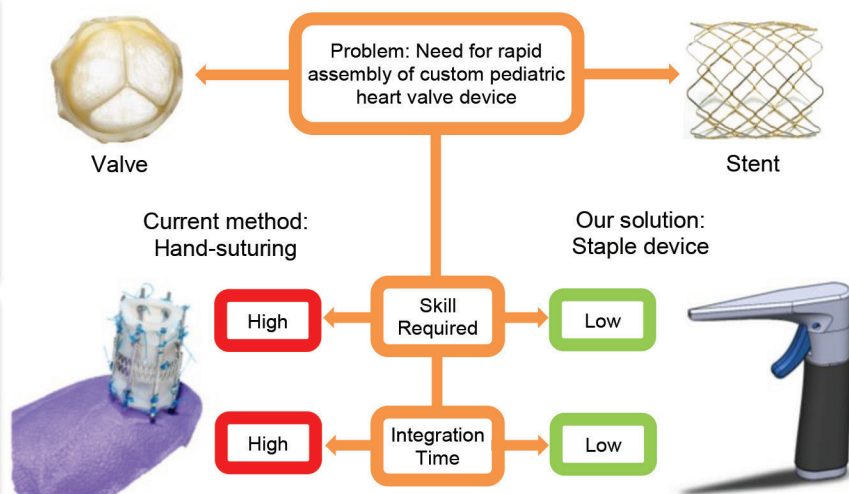 Problem: Need for rapid
assembly of custom pediatric
heart valve device
Valve
Stent
Current method:
Hand-suturing
Our solution:
Staple device
High
Skill
Required
Low
High
Integration
Time
Low